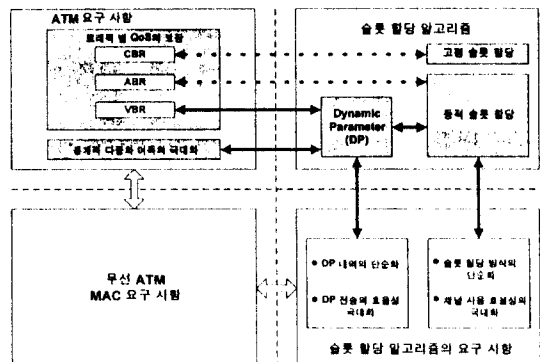 ATM 요구 사항
트래픽 별 QoS의 보장
CBR
ABR
VBR
통계적 다중화 이득의 극대화
슬롯 할당 알고리즘
고정 슬롯 할당
동적 슬롯 할당
Dynamic
Parameter
(DP)
무선 ATM
MAC 요구 사항
• DP 내역의 단순화
• DP 전송의 효율성
극대화
• 슬롯 할당 방식의
단순화
• 채널 사용 효율성의
극대화
슬롯 할당 알고리즘의 요구 사항